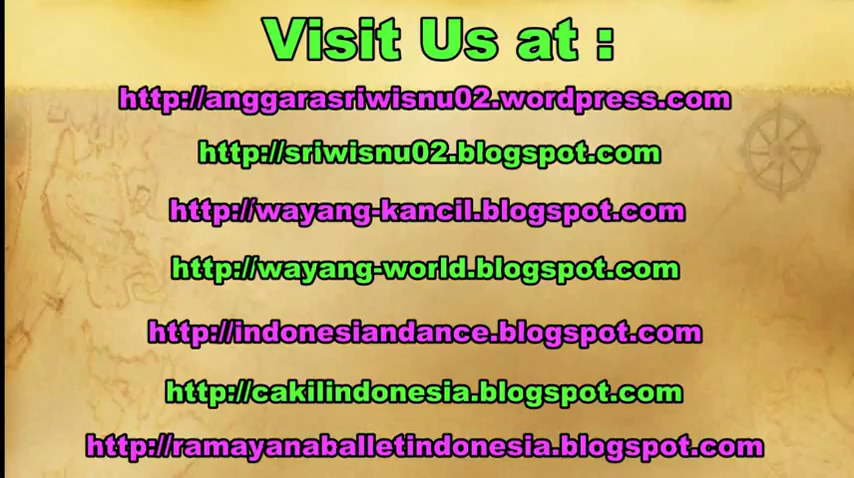 Visit Us at :
http://anggarasriwisnu02.wordpress.com
http://sriwisnu02.blogspot.com
http://wayang-kancil.blogspot.com
http://wayang-world.blogspot.com
http://indonesiandance.blogspot.com
http://cakilindonesia.blogspot.com
http://ramayanaballetindonesia.blogspot.com